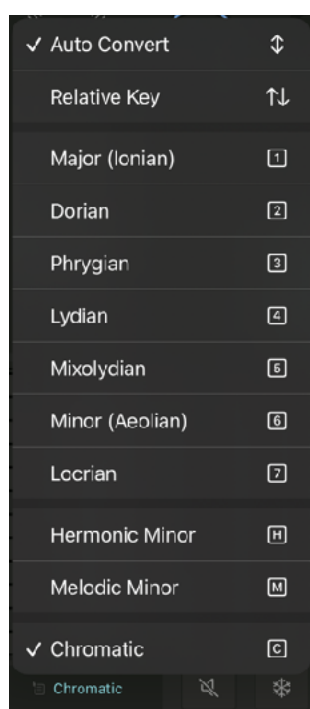 ✓ Auto Convert
Relative Key
Major (Ionian) 1
Dorian 2
Phrygian 3
Lydian 4
Mixolydian 5
Minor (Aeolian) 6
Locrian 7
Hermonic Minor H
Melodic Minor M
✓ Chromatic C
Chromatic